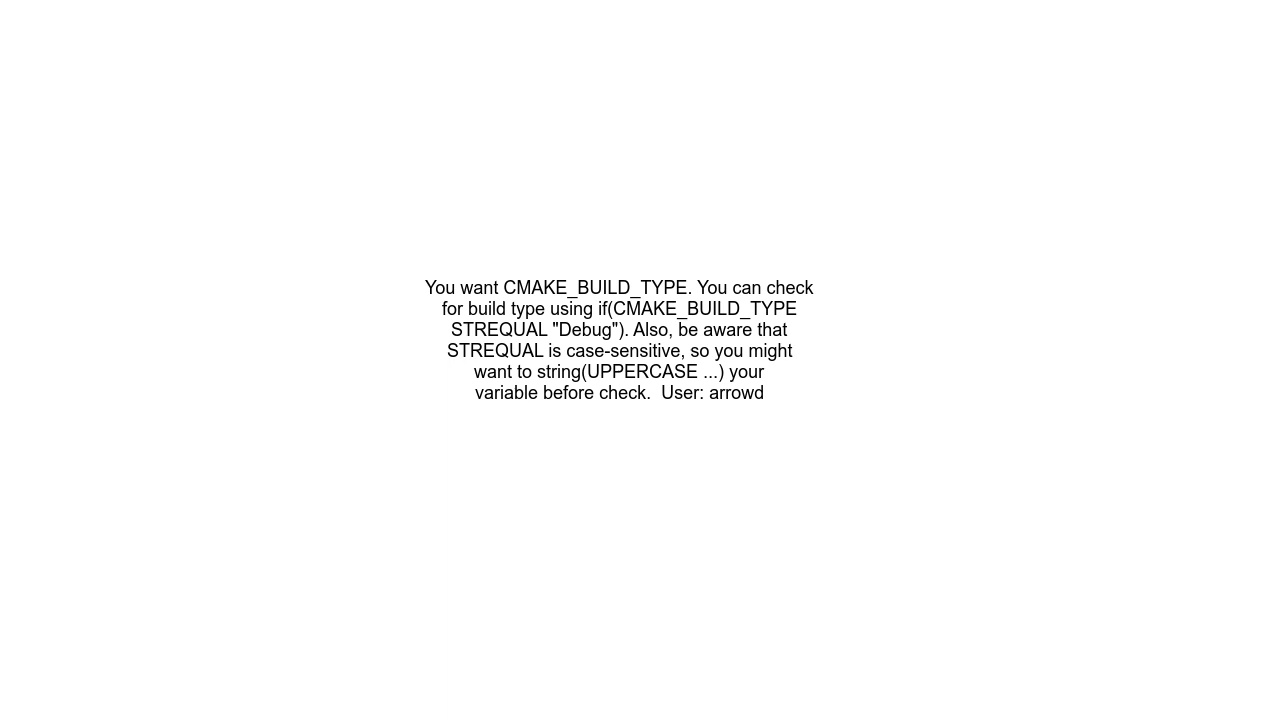 You want CMAKE_BUILD_TYPE. You can check
for build type using if(CMAKE_BUILD_TYPE
STREQUAL "Debug"). Also, be aware that
STREQUAL is case-sensitive, so you might
want to string(UPPERCASE ...) your
variable before check.  User: arrowd